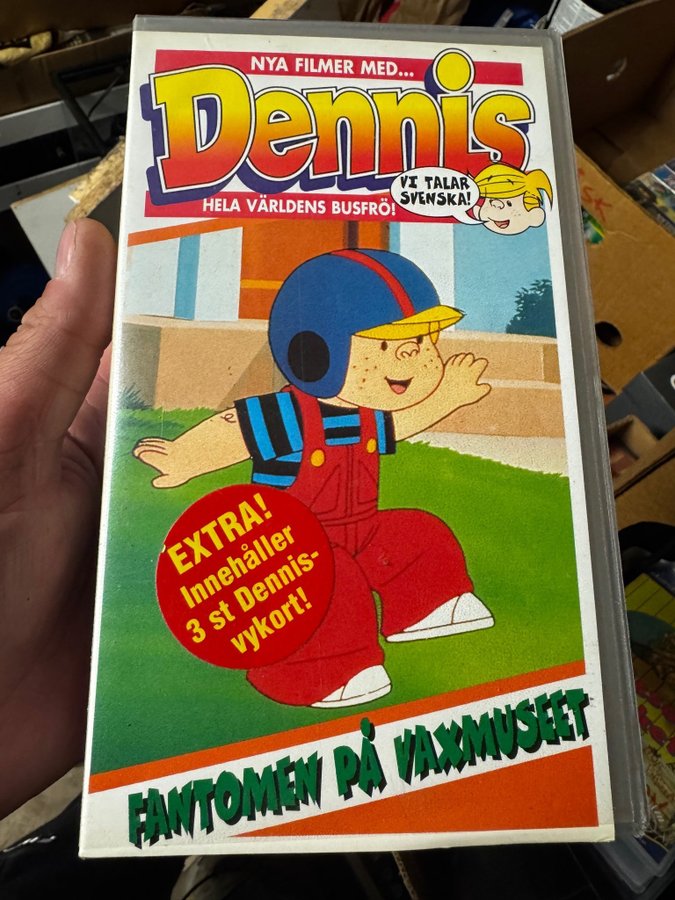 NYA FILMER MED...
Dennis
HELA VÄRLDENS BUSFRÖ!
VI TALAR
SVENSKA!
EXTRA!
Innehåller
3 st Dennis-
vykort!
FANTOMEN PÅ VAXMUSEET